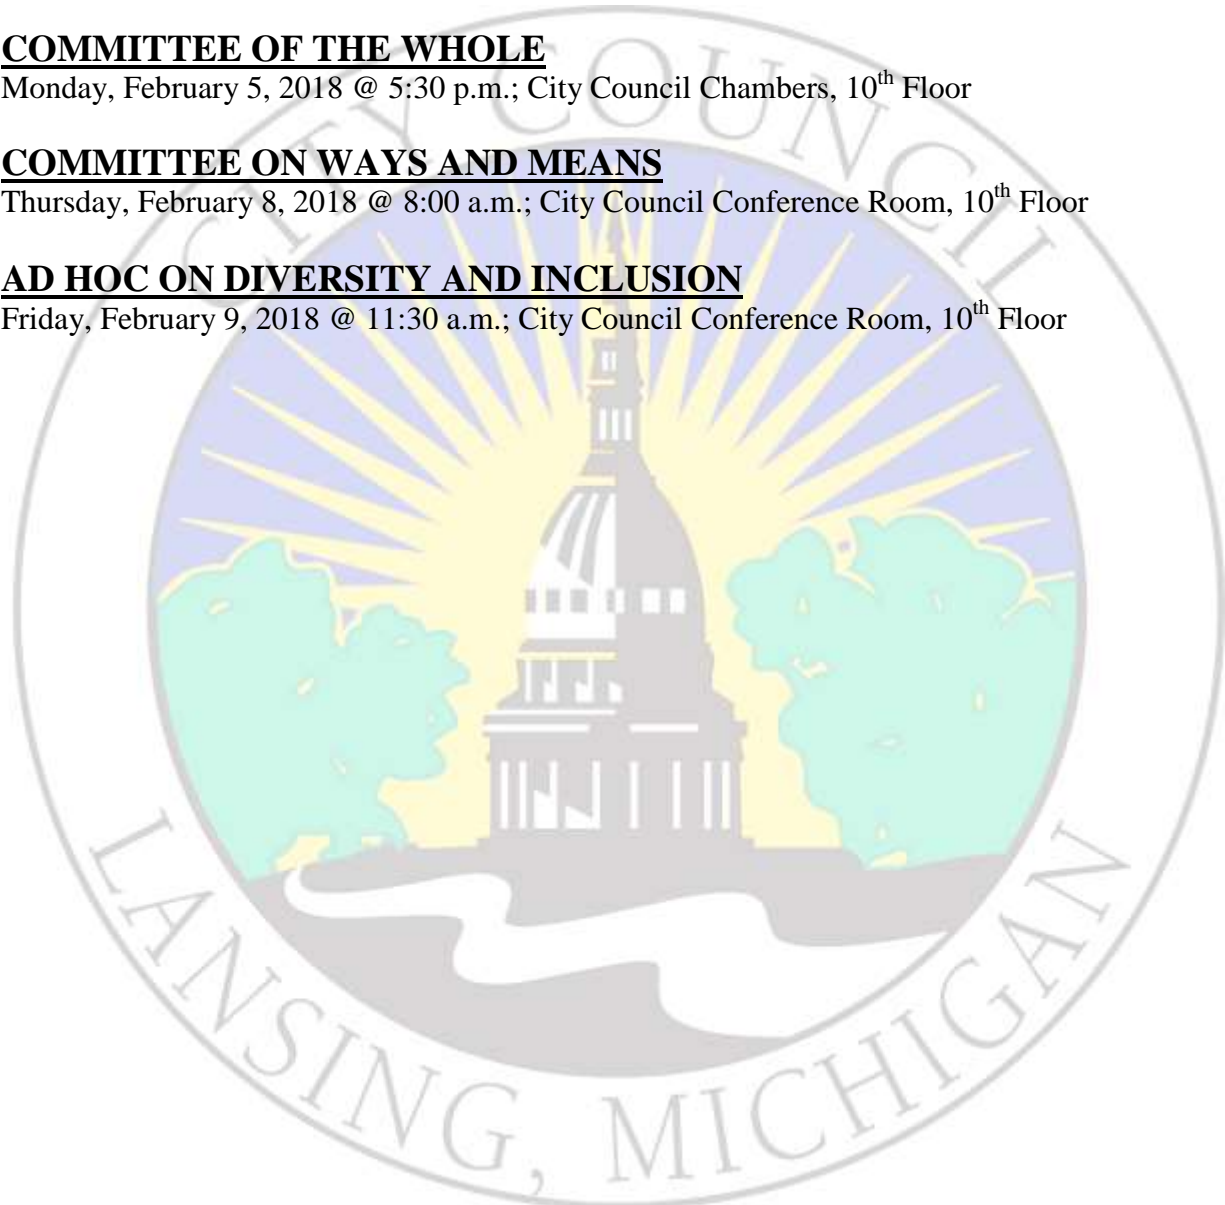 COMMITTEE OF THE WHOLE
Monday, February 5, 2018 @ 5:30 p.m.; City Council Chambers, 10th Floor
COMMITTEE ON WAYS AND MEANS
Thursday, February 8, 2018 @ 8:00 a.m.; City Council Conference Room, 10th Floor
AD HOC ON DIVERSITY AND INCLUSION
Friday, February 9, 2018 @ 11:30 a.m.; City Council Conference Room, 10th Floor
CITY COUNCIL
LANSING, MICHIGAN